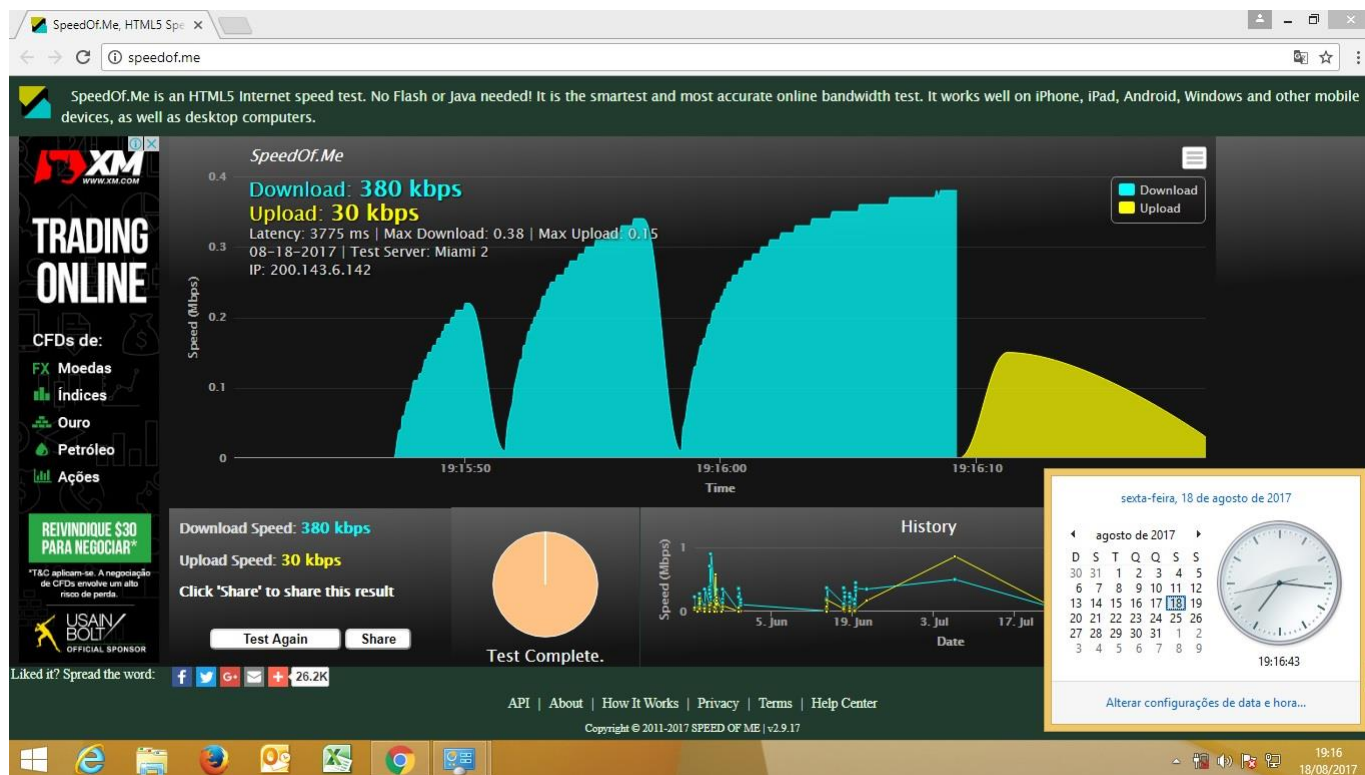 SpeedOf.Me, HTML5 Spe
speedof.me
SpeedOf.Me is an HTML5 Internet speed test. No Flash or Java needed! It is the smartest and most accurate online bandwidth test. It works well on iPhone, iPad, Android, Windows and other mobile
devices, as well as desktop computers.
XM
WWW.XM.COM
TRADING
ONLINE
CFDs de:
FX Moedas
Índices
Ouro
Petróleo
Ações
REIVINDIQUE $30
PARA NEGOCIAR*
*T&C aplicam-se. A negociação
de CFDs envolve um alto
risco de perda.
USAIN
BOLT
OFFICIAL SPONSOR
SpeedOf.Me
Download: 380 kbps
Upload: 30 kbps
Latency: 3775 ms | Max Download: 0.38 | Max Upload: 0.15
08-18-2017 | Test Server: Miami 2
IP: 200.143.6.142
Download
Upload
Speed (Mbps)
0.4
0.3
0.2
0.1
0
19:15:50 19:16:00 19:16:10
Time
Download Speed: 380 kbps
Upload Speed: 30 kbps
Click 'Share' to share this result
Test Again Share
Test Complete.
History
Speed (Mbps)
1
0
5. Jun 19. Jun 3. Jul 17. Jul
Date
sexta-feira, 18 de agosto de 2017
agosto de 2017
D S T Q Q S S
30 31 1 2 3 4 5
6 7 8 9 10 11 12
13 14 15 16 17 18 19
20 21 22 23 24 25 26
27 28 29 30 31 1 2
3 4 5 6 7 8 9
19:16:43
Alterar configurações de data e hora...
Liked it? Spread the word:
26.2K
API | About | How It Works | Privacy | Terms | Help Center
Copyright © 2011-2017 SPEED OF ME | v2.9.17
19:16
18/08/2017